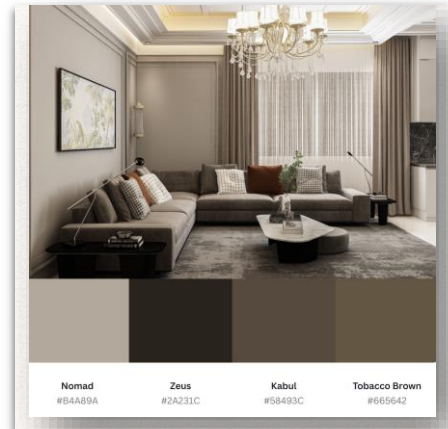 Nomad
#B4A89A
Zeus
#2A231C
Kabul
#58493C
Tobacco Brown
#665642